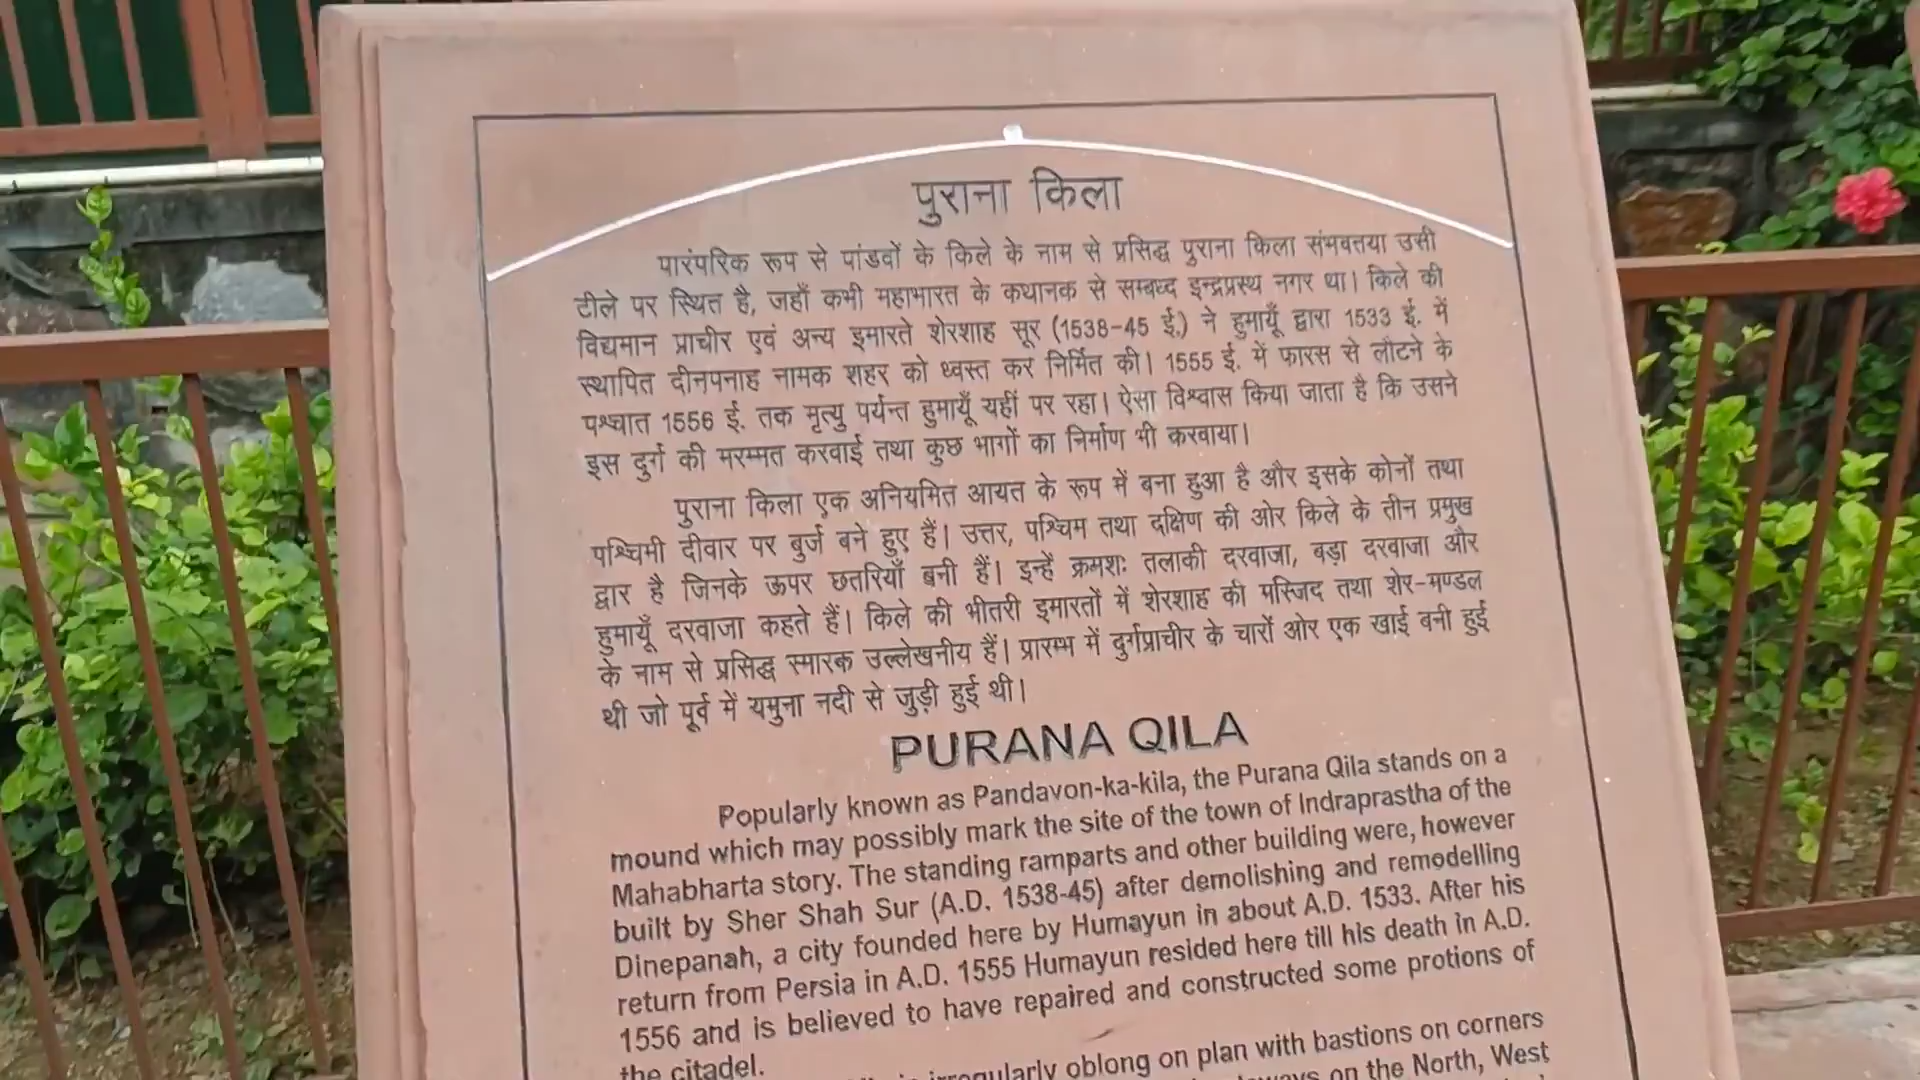 पुराना किला
पारंपरिक रूप से पांडवों के किले के नाम से प्रसिद्ध पुराना किला संभवत्तया उसी
टीले पर स्थित्त है, जहाँ कभी महाभारत के कथानक से सम्बध्द इन्द्रप्रस्थ नगर था। किले की
विद्यमान प्राचीर एवं अन्य इमारते शेरशाह सूर (1538-45 ई.) ने हुमायूँ द्वारा 1533 ई. में
स्थापित दीनपनाह नामक शहर को ध्वस्त कर निर्मित की। 1555 ई. में फारस से लौटने के
पश्चात 1556 ई. तक मृत्यु पर्यन्त हुमायूँ यहीं पर रहा। ऐसा विश्वास किया जाता है कि उसने
इस दुर्ग की मरम्मत करवाई तथा कुछ भागों का निर्माण भी करवाया।
पुराना किला एक अनियमित आयत के रूप में बना हुआ है और इसके कोनों तथा
पश्चिमी दीवार पर बुर्ज बने हुए हैं। उत्तर, पश्चिम तथा दक्षिण की ओर किले के तीन प्रमुख
द्वार है जिनके ऊपर छतरियाँ बनी हैं। इन्हें क्रमशः तलाकी दरवाजा, बड़ा दरवाजा और
हुमायूँ दरवाजा कहते हैं। किले की भीतरी इमारतों में शेरशाह की मस्जिद तथा शेर-मण्डल
के नाम से प्रसिद्ध स्मारक उल्लेखनीय हैं। प्रारम्भ में दुर्गप्राचीर के चारों ओर एक खाई बनी हुई
थी जो पूर्व में यमुना नदी से जुड़ी हुई थी।
PURANA QILA
Popularly known as Pandavon-ka-kila, the Purana Qila stands on a
mound which may possibly mark the site of the town of Indraprastha of the
Mahabharta story. The standing ramparts and other building were, however
built by Sher Shah Sur (A.D. 1538-45) after demolishing and remodelling
Dinepanah, a city founded here by Humayun in about A.D. 1533. After his
return from Persia in A.D. 1555 Humayun resided here till his death in A.D.
1556 and is believed to have repaired and constructed some protions of
the citadel.
irregularly oblong on plan with bastions on corners
on the North, West